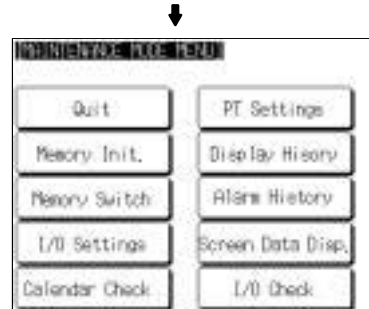 [MAINTENANCE MODE MENU]
Quit
PT Settings
Memory Init.
Display Hisory
Memory Switch
Alarm History
I/O Settings
Screen Data Disp.
Calendar Check
I/O Check